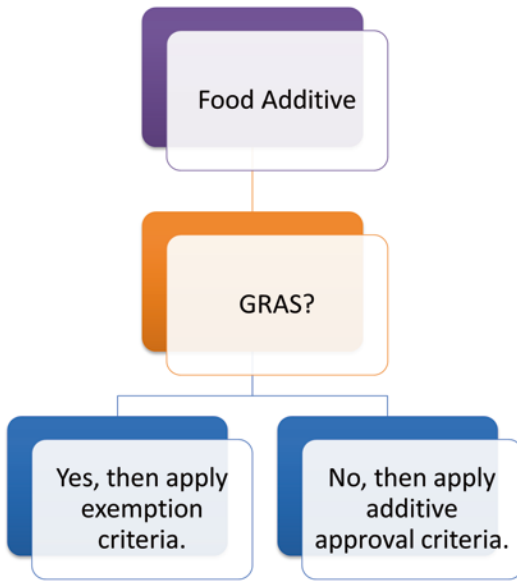 Food Additive
GRAS?
Yes, then apply
exemption
criteria.
No, then apply
additive
approval criteria.